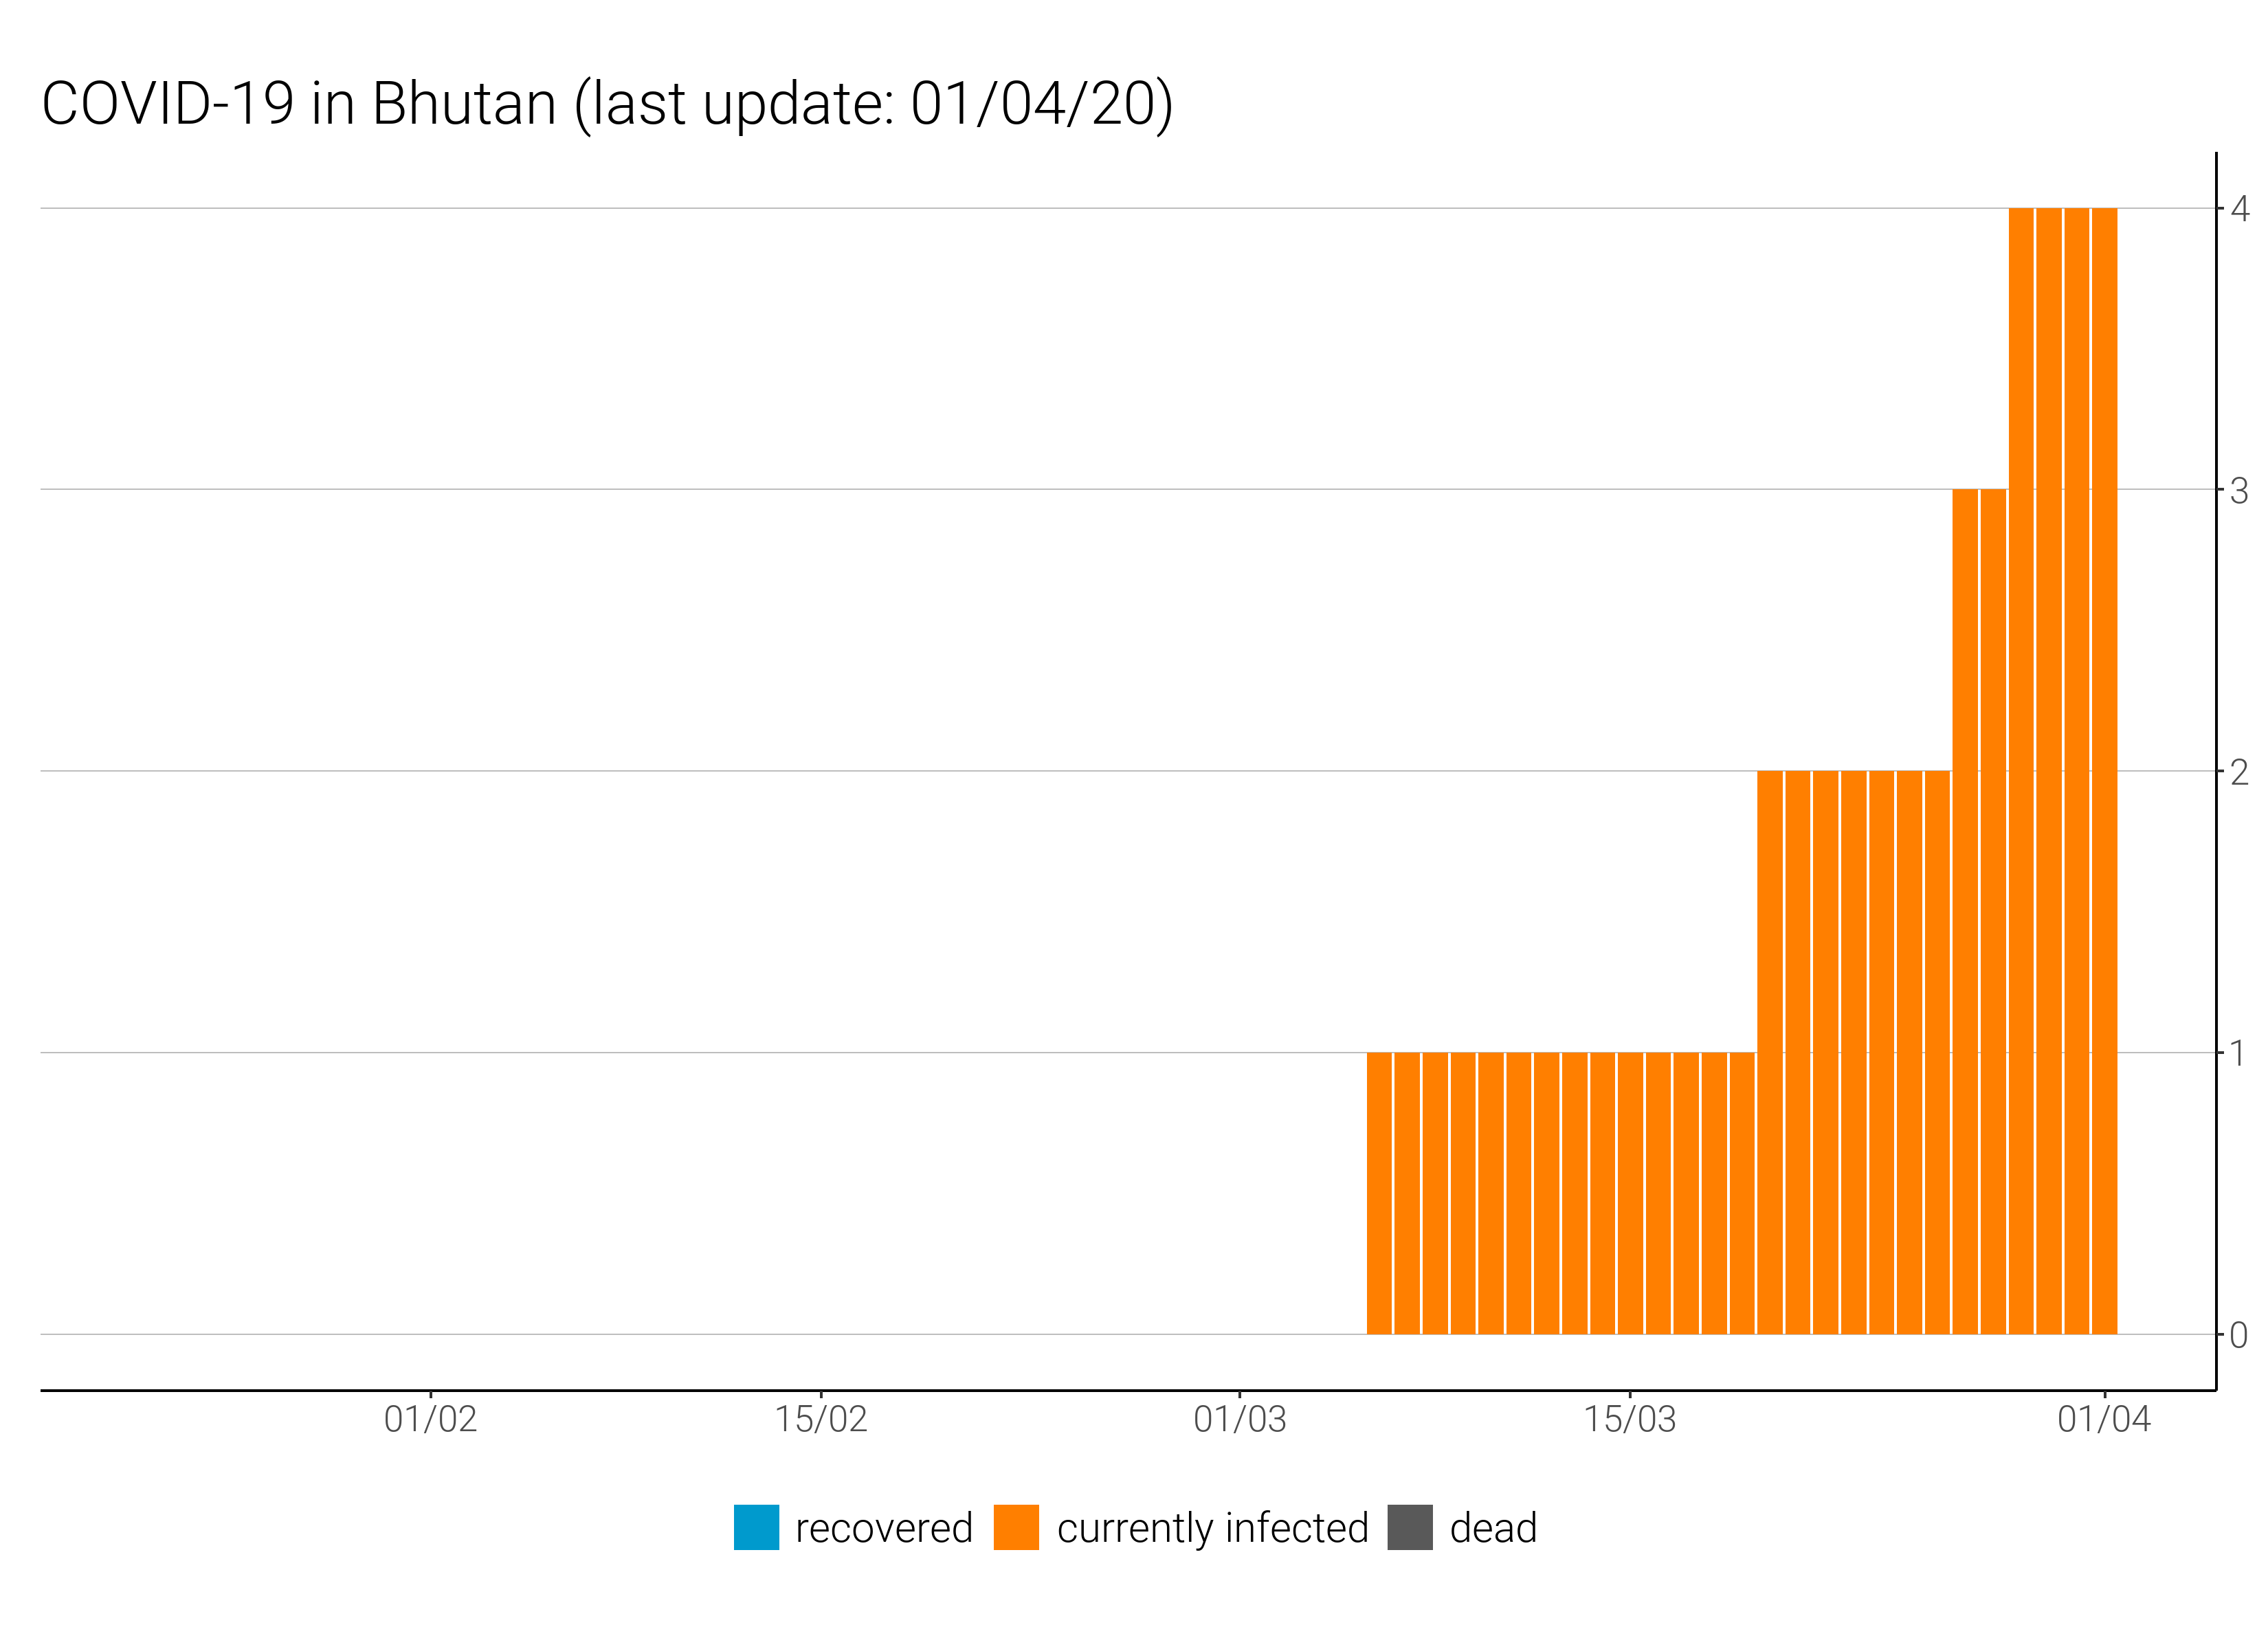 COVID-19 in Bhutan (last update: 01/04/20)
4
3
2
1
0
01/02 15/02 01/03 15/03 01/04
recovered currently infected dead